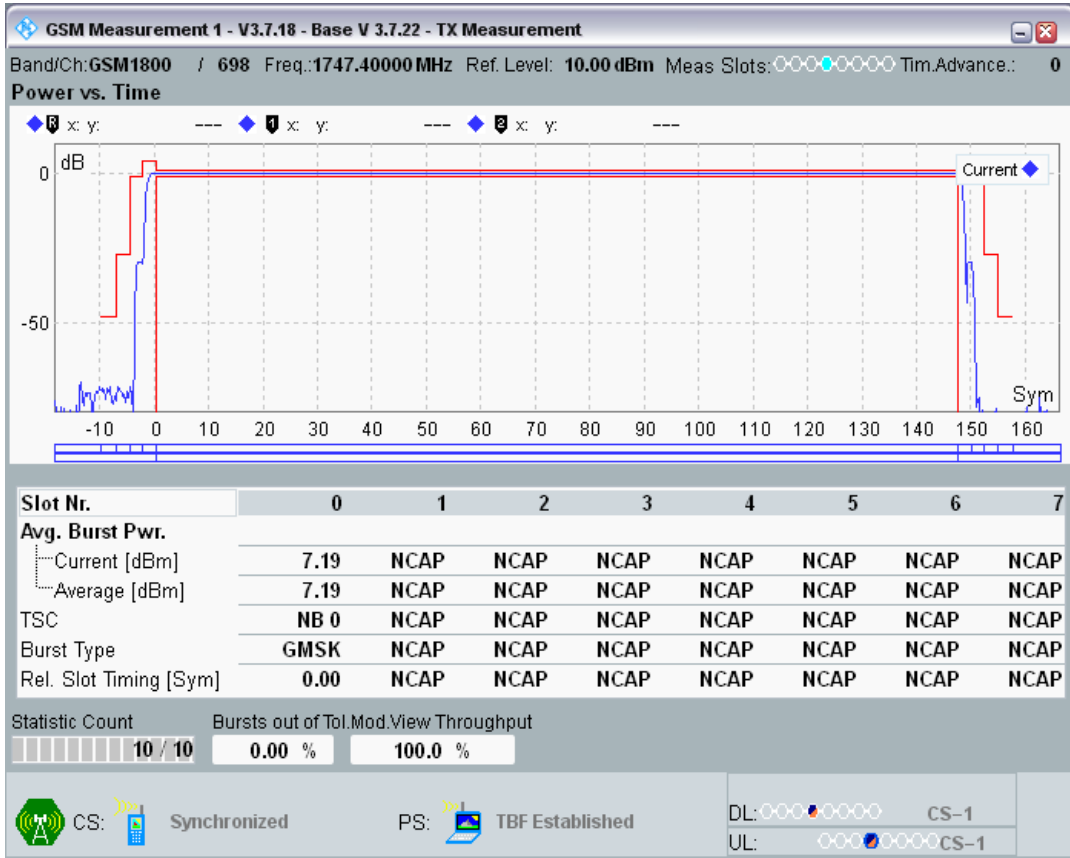 GSM Measurement 1 - V3.7.18 - Base V 3.7.22 - TX Measurement
Band/Ch:GSM1800 / 698 Freq.:1747.40000 MHz Ref. Level: 10.00 dBm Meas Slots: Tim.Advance.: 0
Power vs. Time
R x: y: --- 1 x: y: --- 2 x: y: ---
dB
Current
0
-50
Sym
-10 0 10 20 30 40 50 60 70 80 90 100 110 120 130 140 150 160
Slot Nr. 0 1 2 3 4 5 6 7
Avg. Burst Pwr.
Current [dBm] 7.19 NCAP NCAP NCAP NCAP NCAP NCAP NCAP
Average [dBm] 7.19 NCAP NCAP NCAP NCAP NCAP NCAP NCAP
TSC NB 0 NCAP NCAP NCAP NCAP NCAP NCAP NCAP
Burst Type GMSK NCAP NCAP NCAP NCAP NCAP NCAP NCAP
Rel. Slot Timing [Sym] 0.00 NCAP NCAP NCAP NCAP NCAP NCAP NCAP
Statistic Count Bursts out of Tol.Mod.View Throughput
10 / 10 0.00 % 100.0 %
CS: Synchronized PS: TBF Established DL: CS-1
UL: CS-1